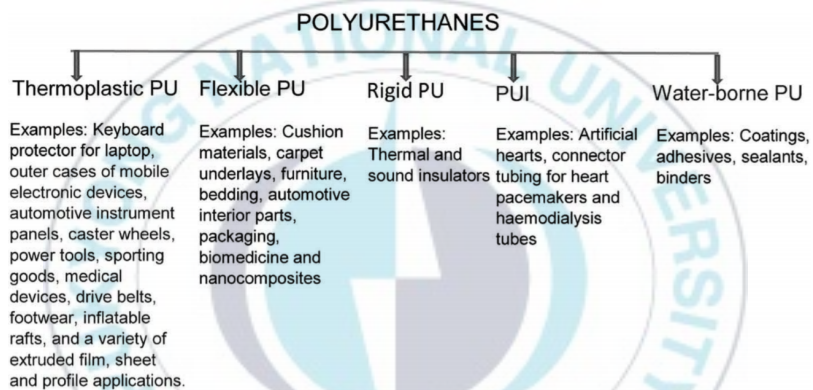 POLYURETHANES
Thermoplastic PU
Examples: Keyboard
protector for laptop,
outer cases of mobile
electronic devices,
automotive instrument
panels, caster wheels,
power tools, sporting
goods, medical
devices, drive belts,
footwear, inflatable
rafts, and a variety of
extruded film, sheet
and profile applications.
Flexible PU
Examples: Cushion
materials, carpet
underlays, furniture,
bedding, automotive
interior parts,
packaging,
biomedicine and
nanocomposites
Rigid PU
Examples:
Thermal and
sound insulators
PUI
Examples: Artificial
hearts, connector
tubing for heart
pacemakers and
haemodialysis
tubes
Water-borne PU
Examples: Coatings,
adhesives, sealants,
binders
UKYONG NATIONAL UNIVERSIT